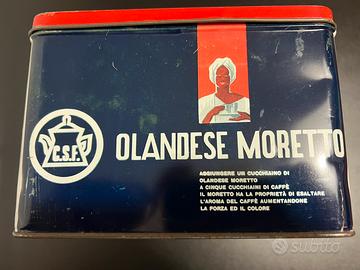 C.S.F.
OLANDESE MORETTO
AGGIUNGERE UN CUCCHIAINO DI
OLANDESE MORETTO
A CINQUE CUCCHIAINI DI CAFFÈ
IL MORETTO HA LA PROPRIETÀ DI ESALTARE
L'AROMA DEL CAFFÈ AUMENTANDONE
LA FORZA ED IL COLORE
subito